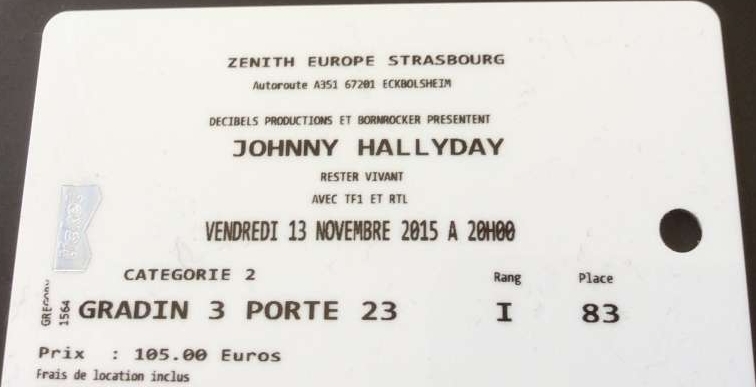 ZENITH EUROPE STRASBOURG
Autoroute A351 67201 ECKBOLSHEIM
DECIBELS PRODUCTIONS ET BORNROCKER PRESENTENT
JOHNNY HALLYDAY
RESTER VIVANT
AVEC TF1 ET RTL
VENDREDI 13 NOVEMBRE 2015 A 20H00
CATEGORIE 2
Rang Place
GRADIN 3 PORTE 23 I 83
1564
Prix : 105.00 Euros
Frais de location inclus